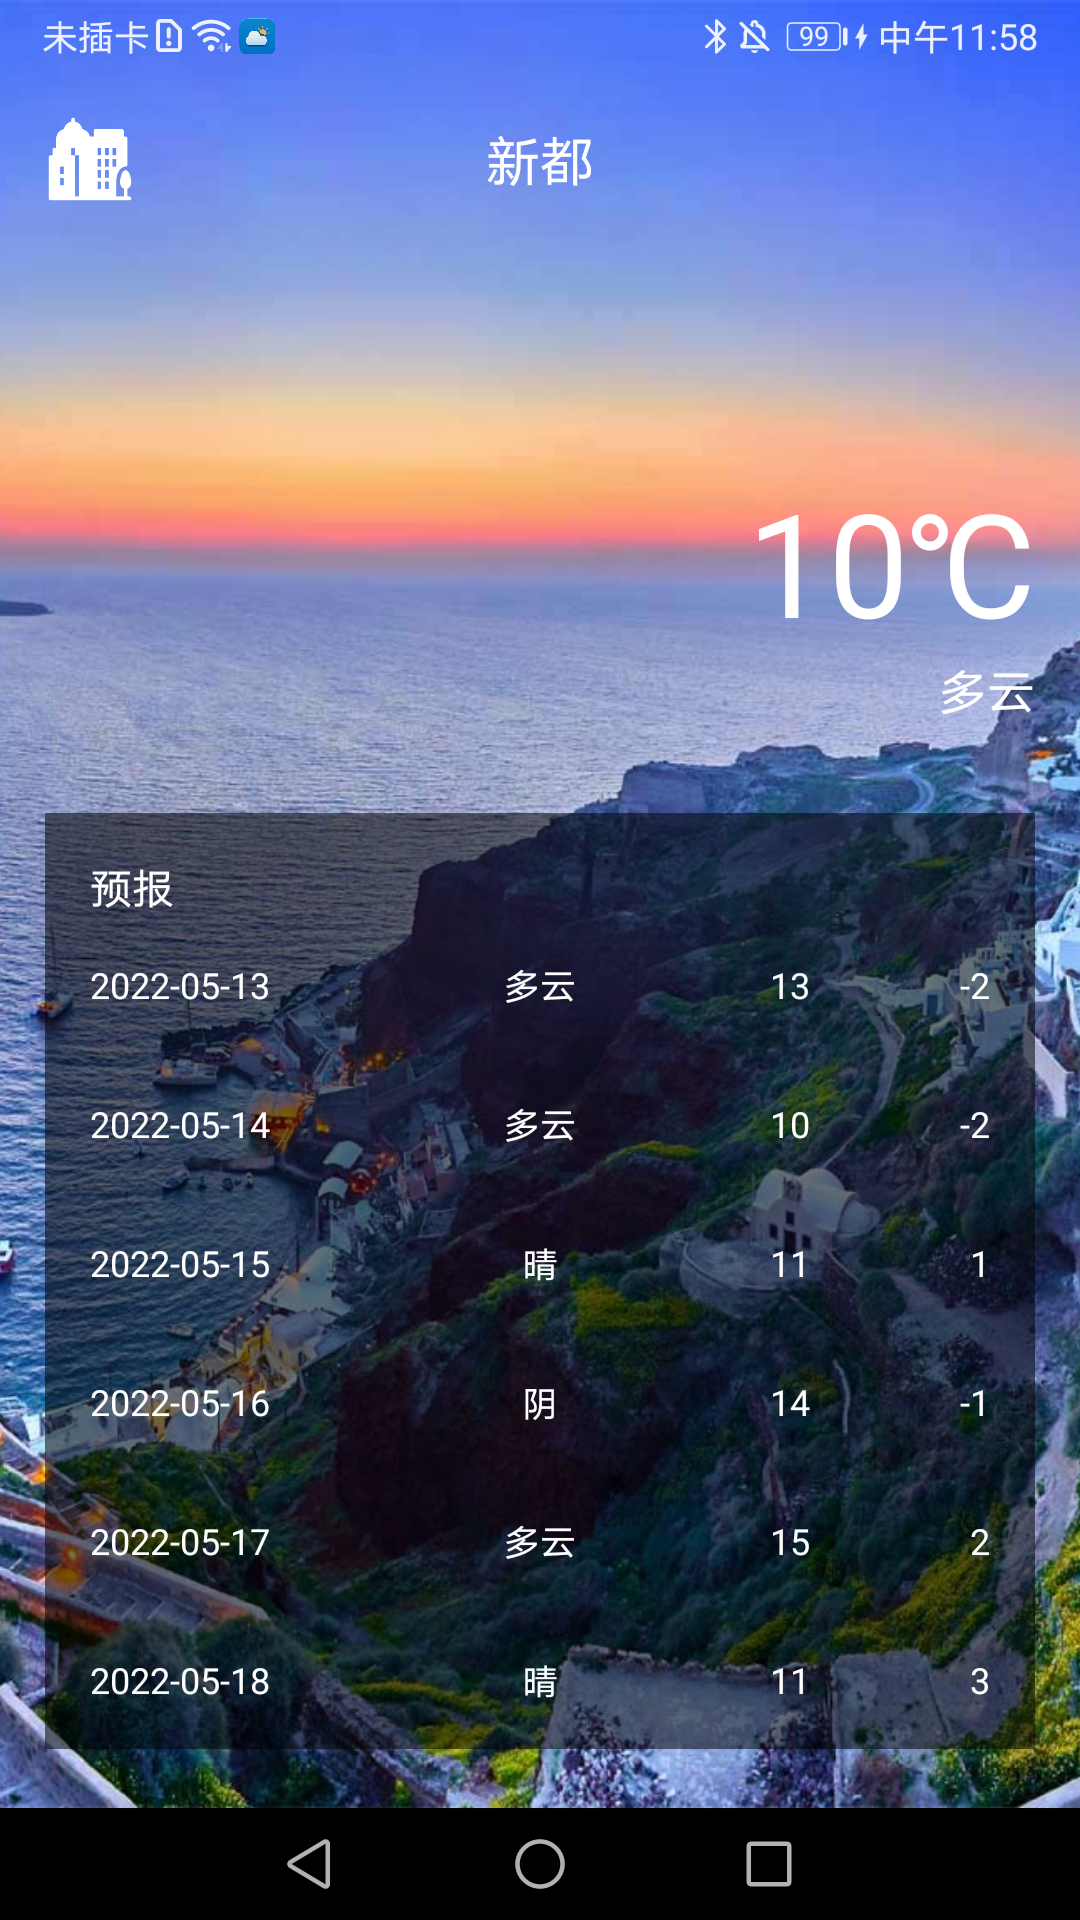 未插卡 99 中午11:58
新都
10℃
多云
预报
2022-05-13 多云 13 -2
2022-05-14 多云 10 -2
2022-05-15 晴 11 1
2022-05-16 阴 14 -1
2022-05-17 多云 15 2
2022-05-18 晴 11 3